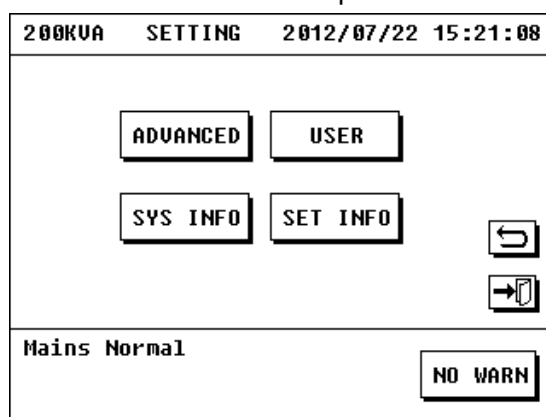 200KVA SETTING 2012/07/22 15:21:08
ADVANCED USER
SYS INFO SET INFO
Mains Normal
NO WARN